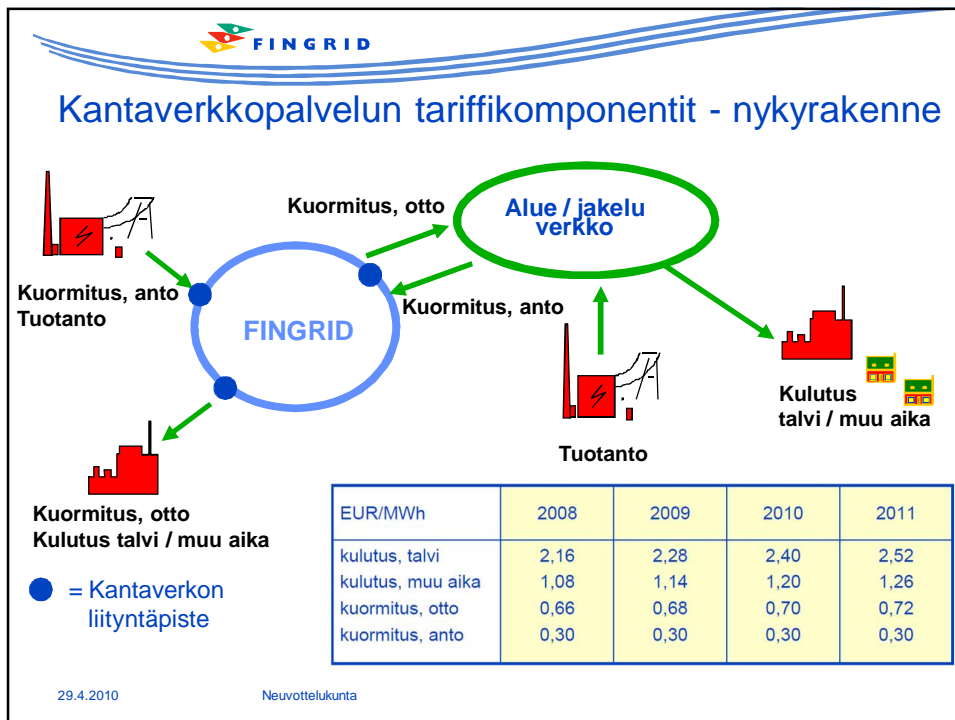 FINGRID
Kantaverkkopalvelun tariffikomponentit - nykyrakenne
Kuormitus, otto
Alue / jakelu
verkko
Kuormitus, anto
Tuotanto
FINGRID
Kuormitus, anto
Kulutus
talvi / muu aika
Tuotanto
Kuormitus, otto
Kulutus talvi / muu aika
= Kantaverkon
liityntäpiste
EUR/MWh 2008 2009 2010 2011
kulutus, talvi 2,16 2,28 2,40 2,52
kulutus, muu aika 1,08 1,14 1,20 1,26
kuormitus, otto 0,66 0,68 0,70 0,72
kuormitus, anto 0,30 0,30 0,30 0,30
29.4.2010 Neuvottelukunta